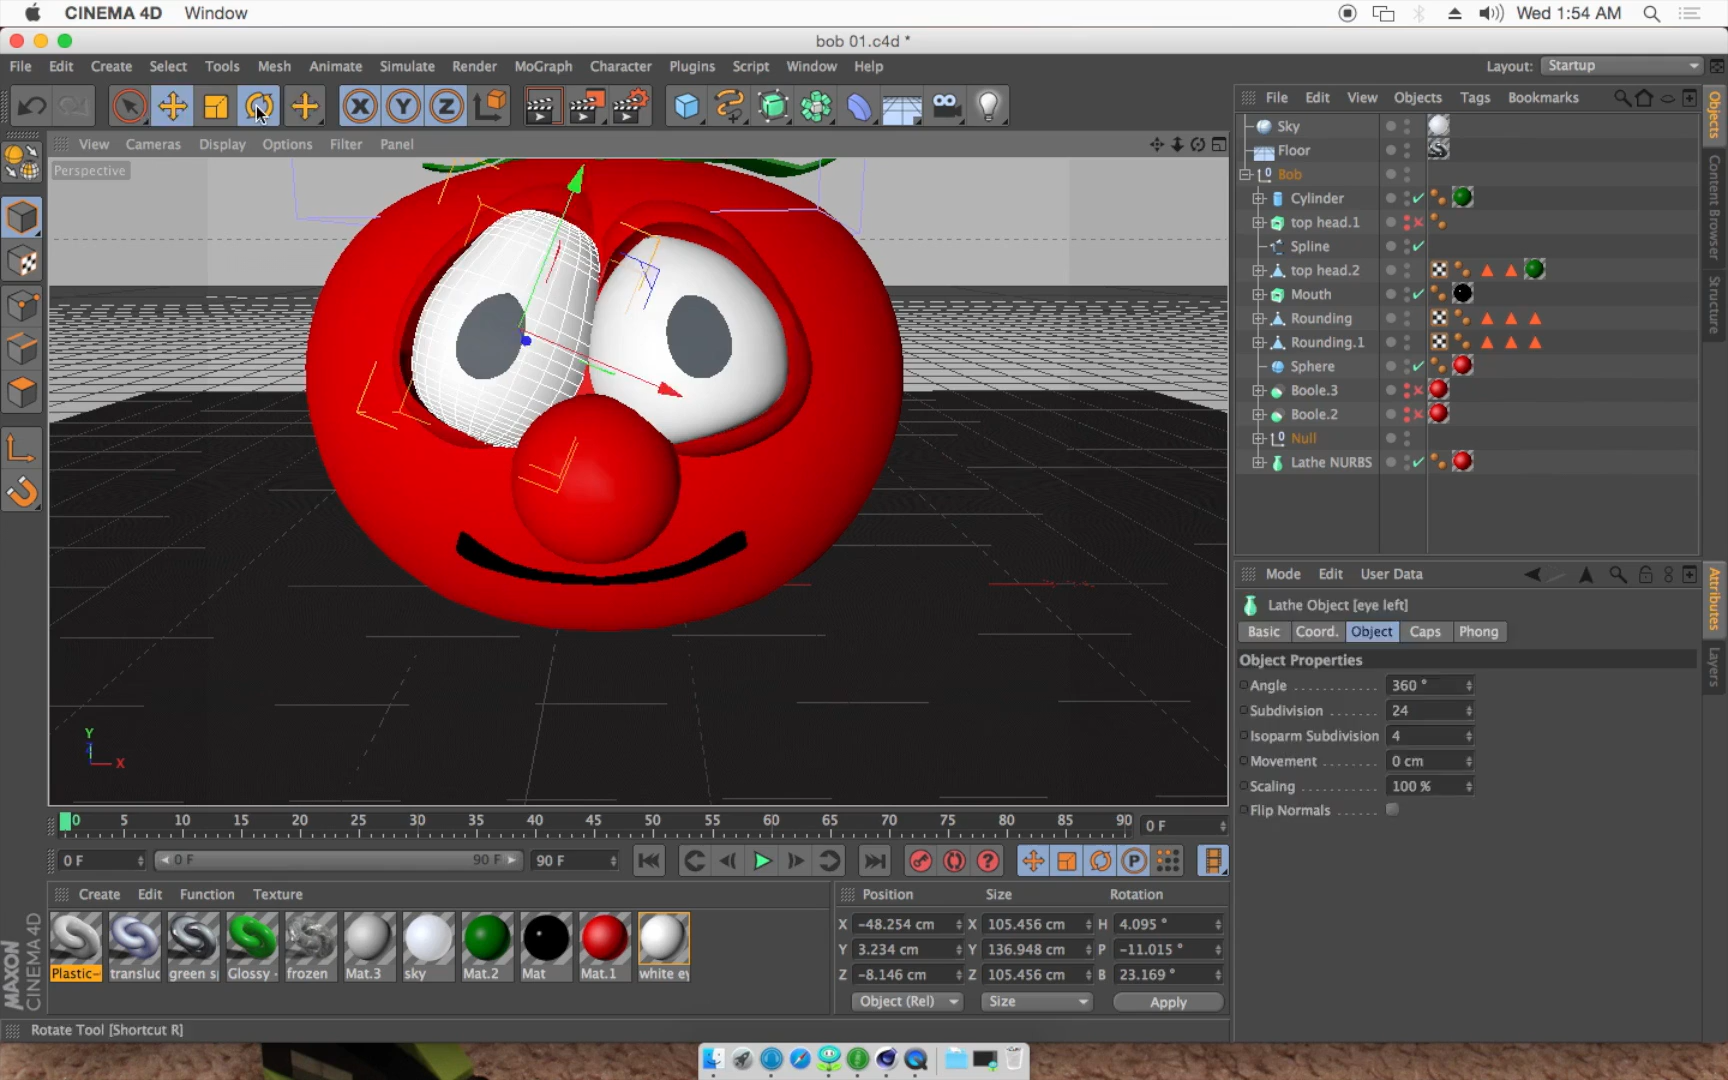 CINEMA 4D Window Wed 1:54 AM
bob 01.c4d *
File Edit Create Select Tools Mesh Animate Simulate Render MoGraph Character Plugins Script Window Help Layout: Startup
X Y Z
File Edit View Objects Tags Bookmarks
View Cameras Display Options Filter Panel
Perspective
Sky
Floor
Bob
Cylinder
top head.1
Spline
top head.2
Mouth
Rounding
Rounding.1
Sphere
Boole.3
Boole.2
Null
Lathe NURBS
Objects
Content Browser
Structure
Mode Edit User Data
Lathe Object [eye left]
Basic Coord. Object Caps Phong
Object Properties
Angle 360 °
Subdivision 24
Isoparm Subdivision 4
Movement 0 cm
Scaling 100 %
Flip Normals
Attributes
Layers
Y
Z
X
0 5 10 15 20 25 30 35 40 45 50 55 60 65 70 75 80 85 90 0 F
0 F 0 F 90 F 90 F
Create Edit Function Texture
Plastic- transluc green s Glossy - frozen Mat.3 sky Mat.2 Mat Mat.1 white ey
Position Size Rotation
X -48.254 cm X 105.456 cm H 4.095 °
Y 3.234 cm Y 136.948 cm P -11.015 °
Z -8.146 cm Z 105.456 cm B 23.169 °
Object (Rel) Size Apply
MAXON
CINEMA 4D
Rotate Tool [Shortcut R]